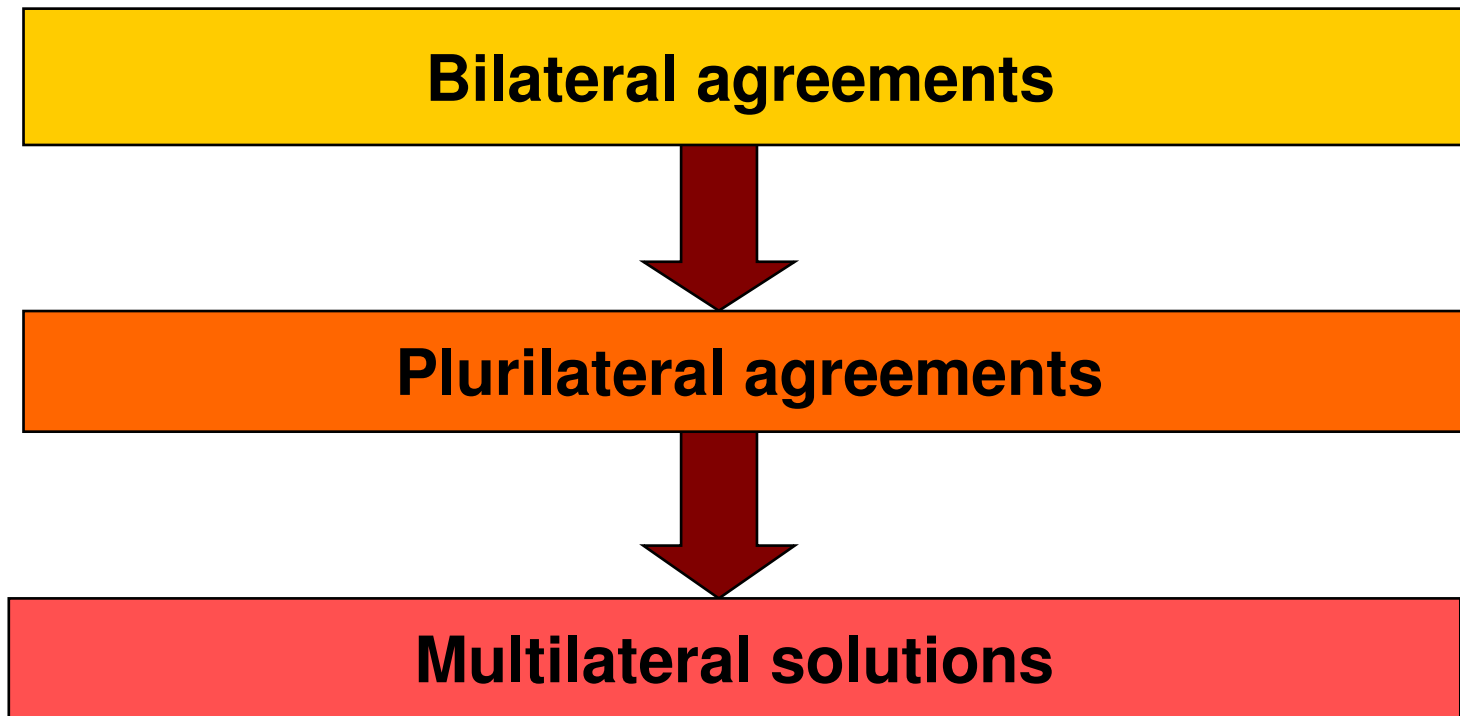 Bilateral agreements
Plurilateral agreements
Multilateral solutions